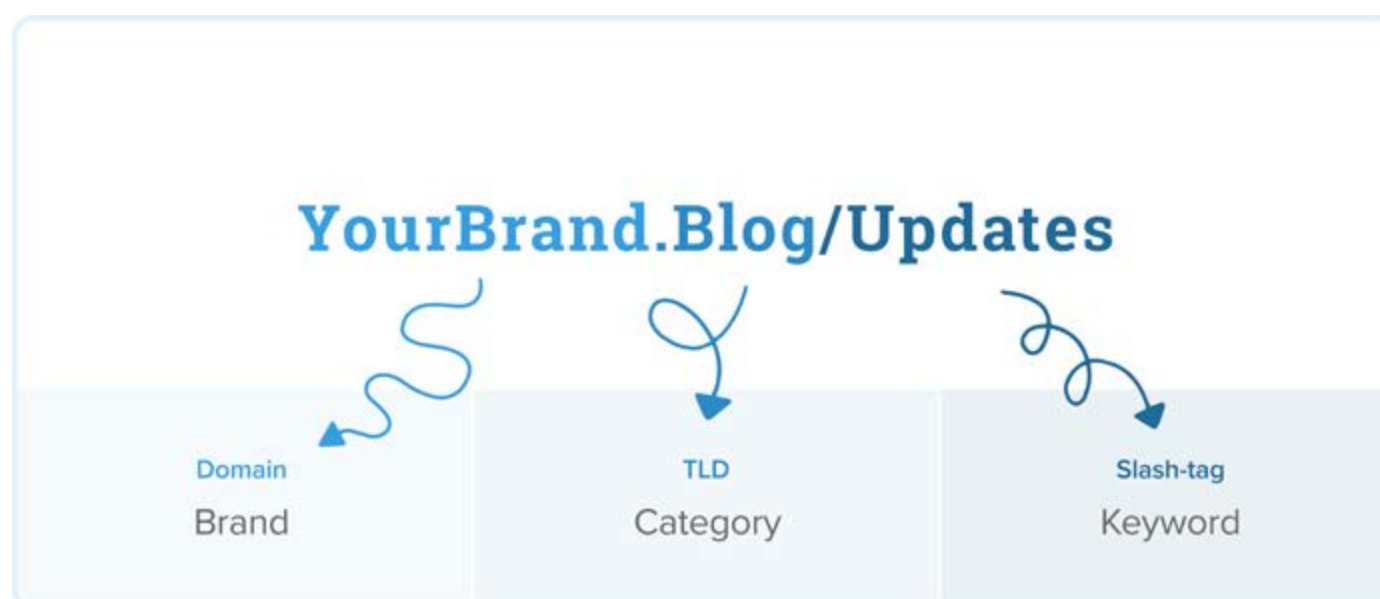 YourBrand.Blog/Updates
Domain
Brand
TLD
Category
Slash-tag
Keyword